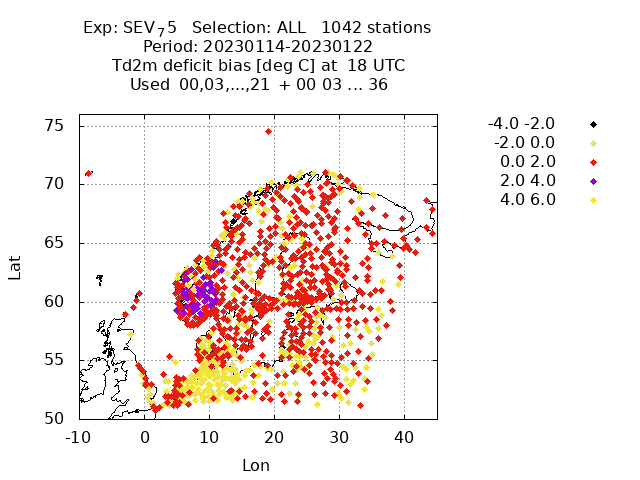 Exp: SEV₇5 Selection: ALL 1042 stations
Period: 20230114-20230122
Td2m deficit bias [deg C] at 18 UTC
Used 00,03,...,21 + 00 03 ... 36
-4.0 -2.0
-2.0 0.0
0.0 2.0
2.0 4.0
4.0 6.0
75
70
65
60
55
50
Lat
-10 0 10 20 30 40
Lon